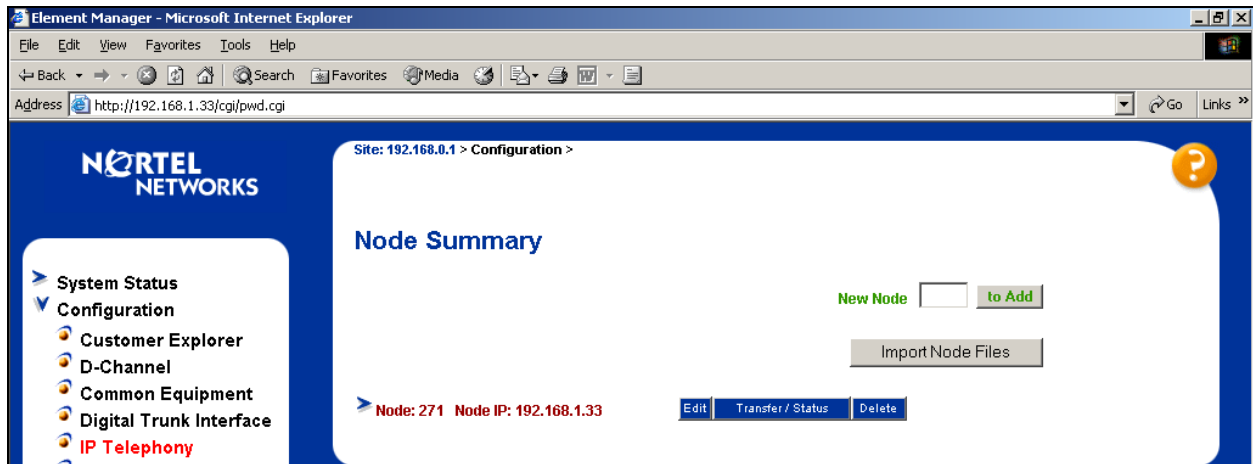 Element Manager - Microsoft Internet Explorer
File Edit View Favorites Tools Help
Back Search Favorites Media
Address http://192.168.1.33/cgi/pwd.cgi Go Links »
NORTEL
NETWORKS
Site: 192.168.0.1 > Configuration >
?
Node Summary
System Status
Configuration
Customer Explorer
D-Channel
Common Equipment
Digital Trunk Interface
IP Telephony
New Node to Add
Import Node Files
Node: 271 Node IP: 192.168.1.33 Edit Transfer / Status Delete